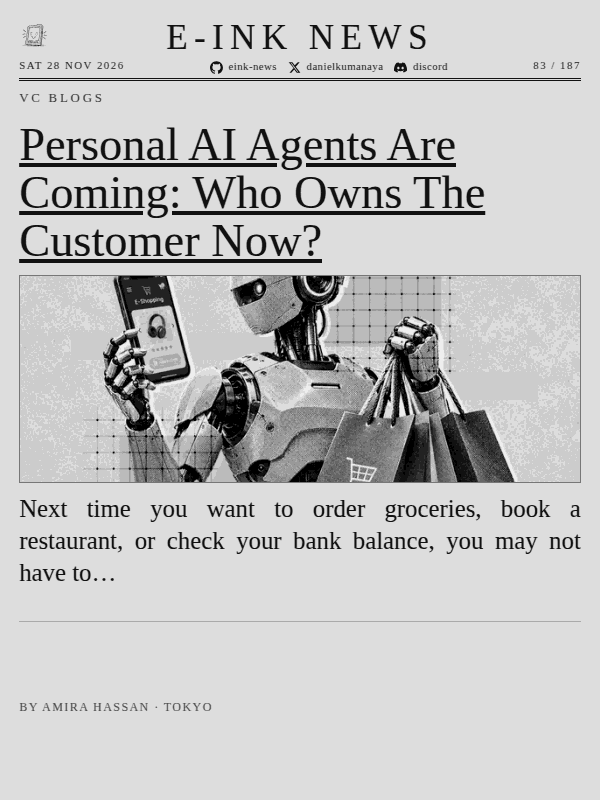 E-INK NEWS
SAT 28 NOV 2026
eink-news
danielkumanaya
discord
83 / 187
VC BLOGS
Personal AI Agents Are
Coming: Who Owns The
Customer Now?
E-Shopping
Next time you want to order groceries, book a
restaurant, or check your bank balance, you may not
have to…
BY AMIRA HASSAN · TOKYO